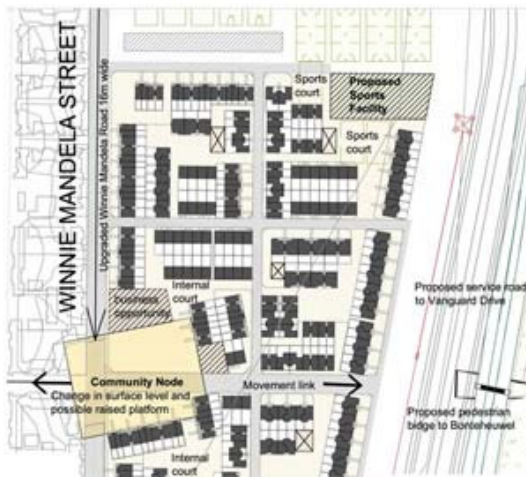 WINNIE MANDELA STREET
Upgraded Winnie Mandela Road 16m wide
Sports
court
Proposed
Sports
Facility
Sports
court
Internal
court
business
opportunity
Proposed service road
to Vanguard Drive
Community Node
Change in surface level and
possible raised platform
Movement link
Proposed pedestrian
bidge to Bonteheuwel
Internal
court